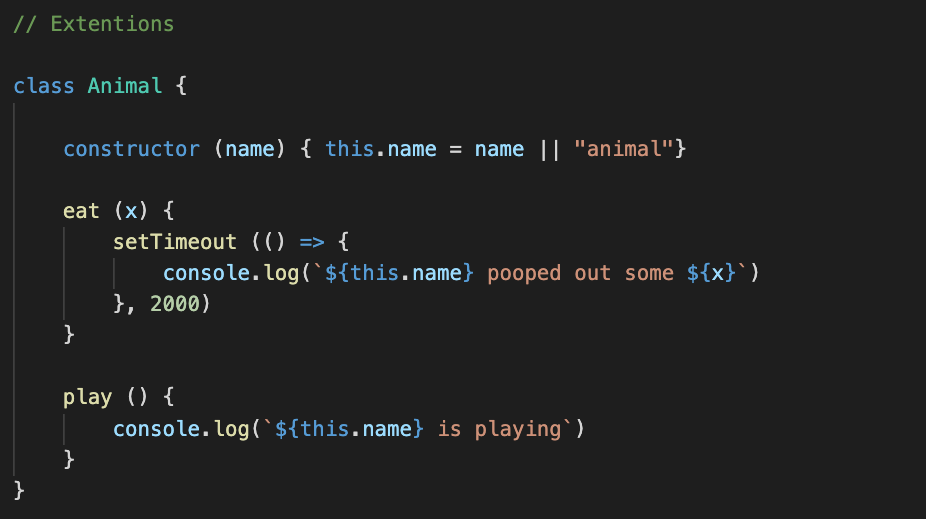 // Extentions
class Animal {
constructor (name) { this.name = name || "animal"}
eat (x) {
setTimeout (() => {
console.log(`${this.name} pooped out some ${x}`)
}, 2000)
}
play () {
console.log(`${this.name} is playing`)
}
}